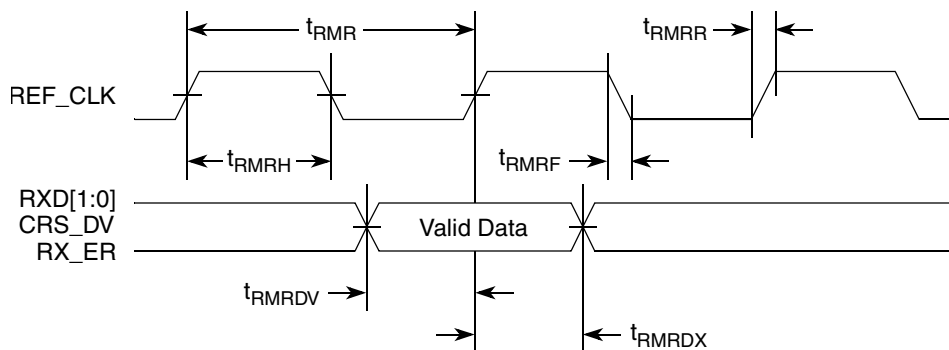 tRMR
tRMRR
REF_CLK
tRMRH
tRMRF
RXD[1:0]
CRS_DV
RX_ER
Valid Data
tRMRDV
tRMRDX